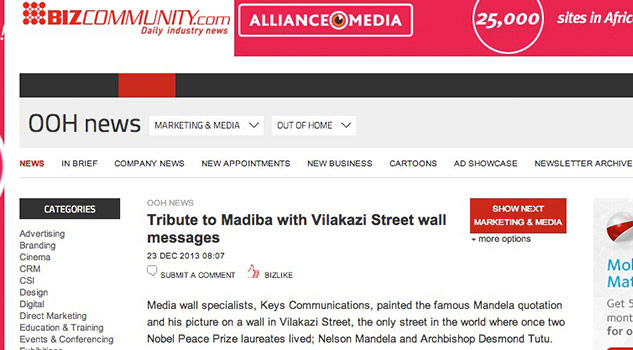 BIZCOMMUNITY.com
Daily industry news
ALLIANCE MEDIA
25,000
sites in Africa
OOH news
MARKETING & MEDIA
OUT OF HOME
NEWS
IN BRIEF
COMPANY NEWS
NEW APPOINTMENTS
NEW BUSINESS
CARTOONS
AD SHOWCASE
NEWSLETTER ARCHIVE
CATEGORIES
Advertising
Branding
Cinema
CRM
CSI
Design
Digital
Direct Marketing
Education & Training
Events & Conferencing
OOH NEWS
Tribute to Madiba with Vilakazi Street wall
messages
23 DEC 2013 08:07
SUBMIT A COMMENT
BIZLIKE
Media wall specialists, Keys Communications, painted the famous Mandela quotation
and his picture on a wall in Vilakazi Street, the only street in the world where once two
Nobel Peace Prize laureates lived; Nelson Mandela and Archbishop Desmond Tutu.
SHOW NEXT
MARKETING & MEDIA
more options
Mo
Mat
Get 5
month
for